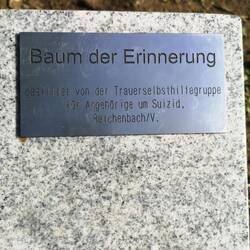 Baum der Erinnerung
gestiftet von der Trauerselbsthilfegruppe
für Angehörige um Suizid,
Reichenbach/V.